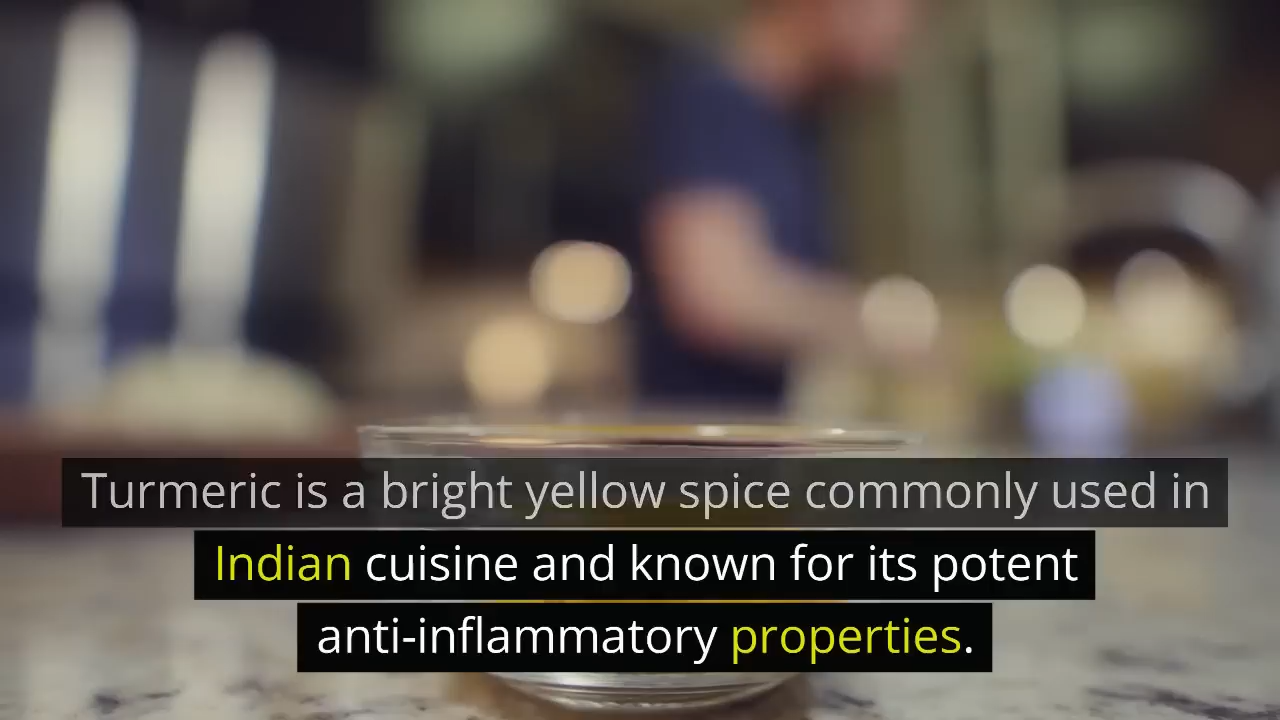 Turmeric is a bright yellow spice commonly used in
Indian cuisine and known for its potent
anti-inflammatory properties.